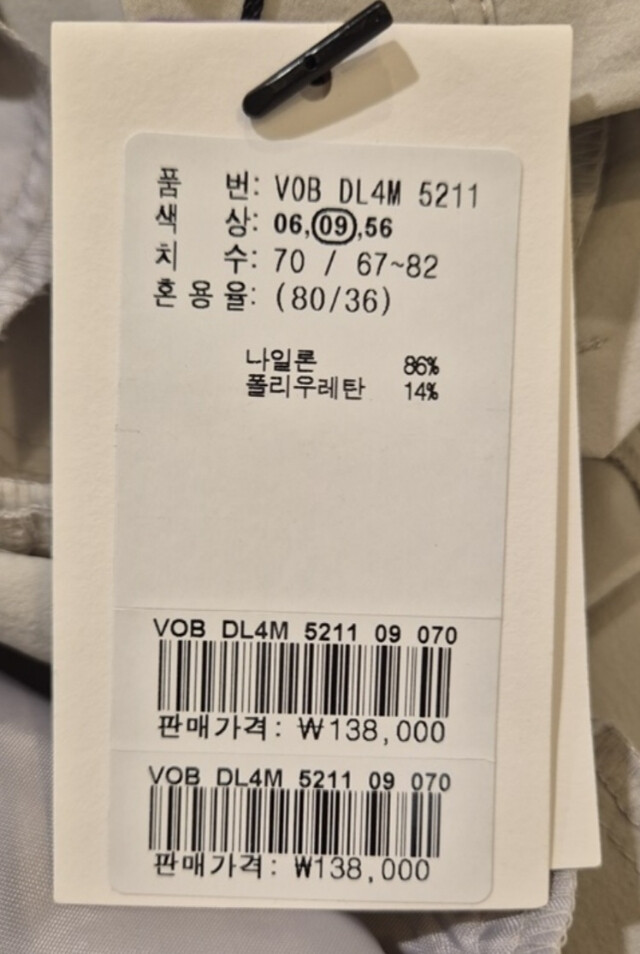 품 번: VOB DL4M 5211
색 상: 06,09,56
치 수: 70 / 67~82
혼용율: (80/36)
나일론 86%
폴리우레탄 14%
VOB DL4M 5211 09 070
판매가격: ₩138,000
VOB DL4M 5211 09 070
판매가격: ₩138,000